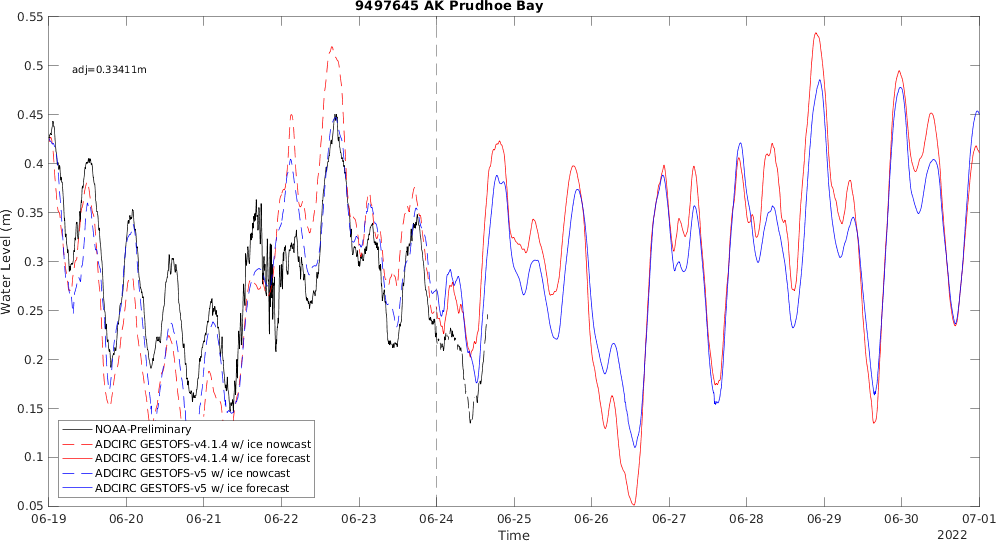 9497645 AK Prudhoe Bay
0.55
0.5
0.45
0.4
0.35
0.3
0.25
0.2
0.15
0.1
0.05
Water Level (m)
adj=0.33411m
NOAA-Preliminary
ADCIRC GESTOFS-v4.1.4 w/ ice nowcast
ADCIRC GESTOFS-v4.1.4 w/ ice forecast
ADCIRC GESTOFS-v5 w/ ice nowcast
ADCIRC GESTOFS-v5 w/ ice forecast
06-19 06-20 06-21 06-22 06-23 06-24 06-25 06-26 06-27 06-28 06-29 06-30 07-01
Time
2022